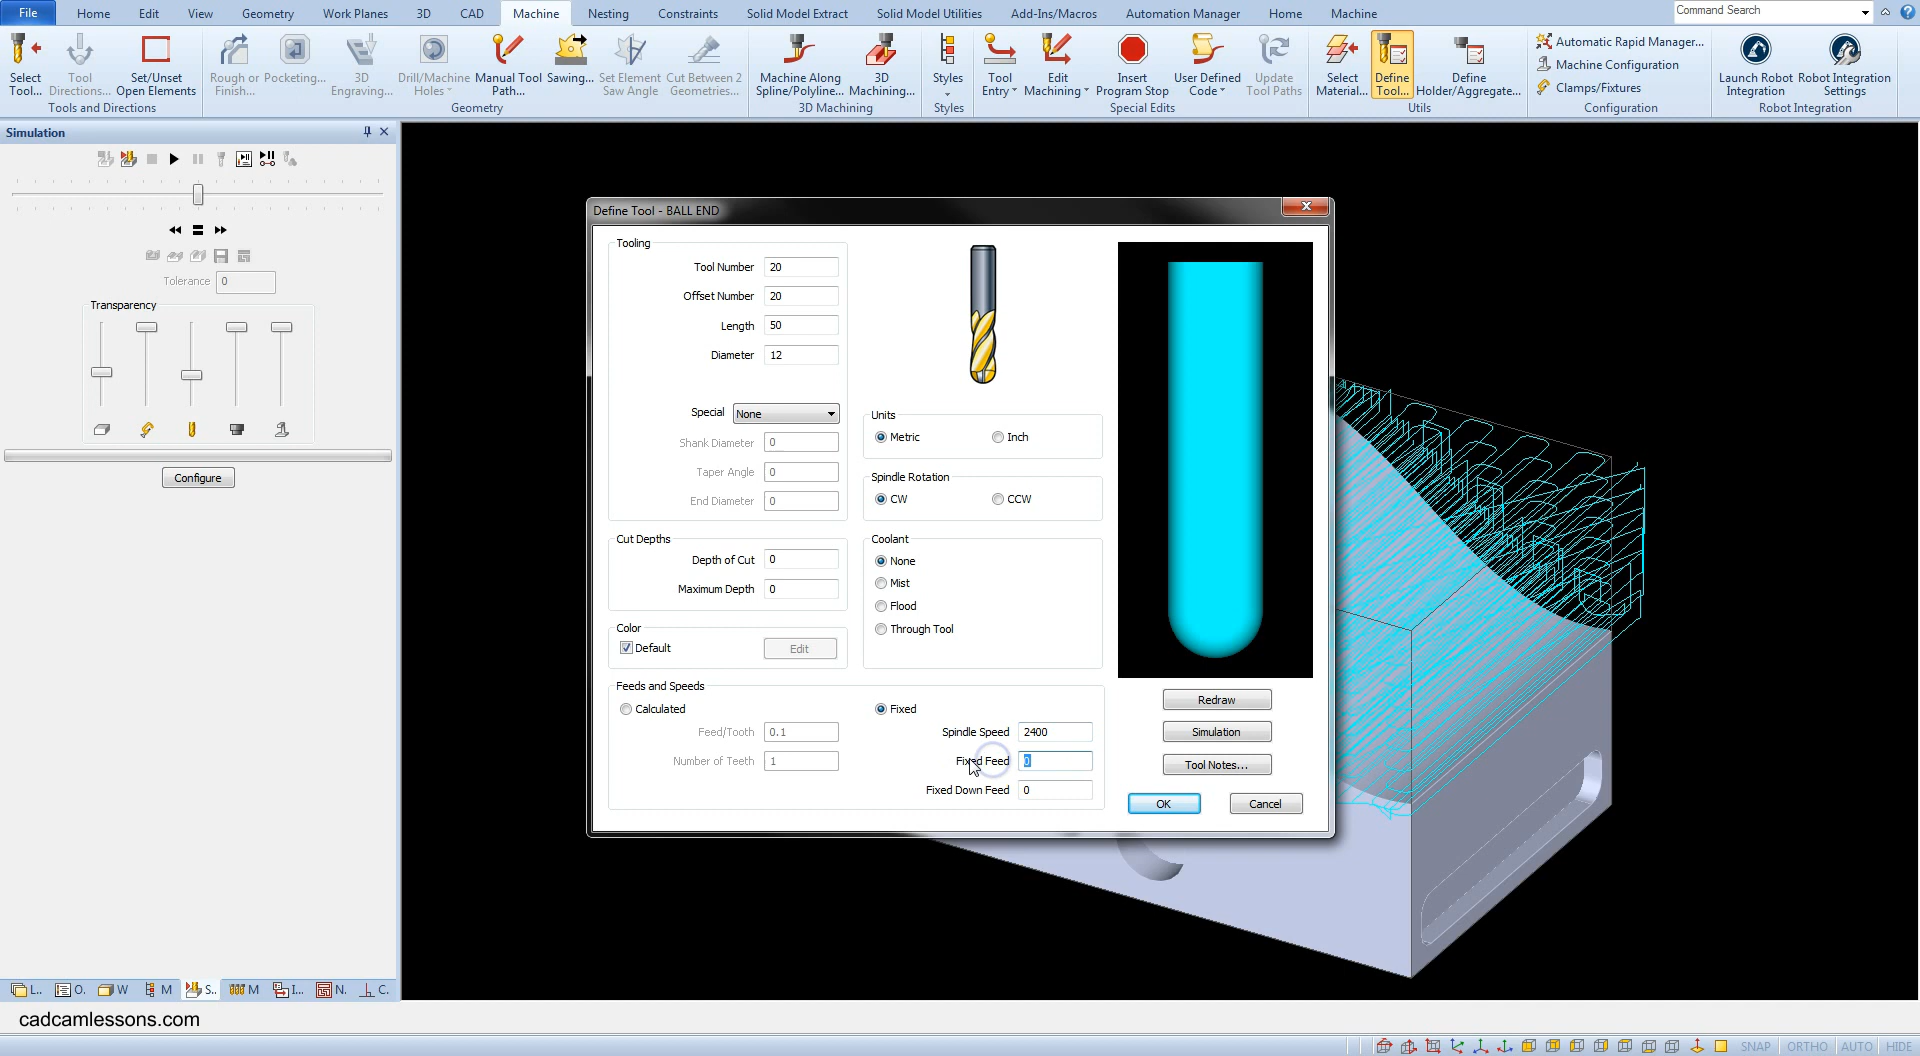 File Home Edit View Geometry Work Planes 3D CAD Machine Nesting Constraints Solid Model Extract Solid Model Utilities Add-Ins/Macros Automation Manager Home Machine Command Search
Select Tool... Tool Directions... Set/Unset Open Elements
Tools and Directions
Rough or Finish... Pocketing... 3D Engraving... Drill/Machine Holes Manual Tool Path... Sawing... Set Element Saw Angle Cut Between 2 Geometries...
Geometry
Machine Along Spline/Polyline... 3D Machining...
3D Machining
Styles
Styles
Tool Entry Edit Machining Insert Program Stop User Defined Code Update Tool Paths
Special Edits
Select Material... Define Tool... Define Holder/Aggregate...
Utils
Automatic Rapid Manager...
Machine Configuration
Clamps/Fixtures
Configuration
Launch Robot Integration Robot Integration Settings
Robot Integration
Simulation
Tolerance 0
Transparency
Configure
Define Tool - BALL END
Tooling
Tool Number 20
Offset Number 20
Length 50
Diameter 12
Special None
Shank Diameter 0
Taper Angle 0
End Diameter 0
Cut Depths
Depth of Cut 0
Maximum Depth 0
Color
Default Edit
Units
Metric Inch
Spindle Rotation
CW CCW
Coolant
None
Mist
Flood
Through Tool
Feeds and Speeds
Calculated Fixed
Feed/Tooth 0.1 Spindle Speed 2400
Number of Teeth 1 Fixed Feed 0
Fixed Down Feed 0
Redraw
Simulation
Tool Notes...
OK Cancel
L.. O. W M S.. M I... N. C.
cadcamlessons.com
SNAP ORTHO AUTO HIDE